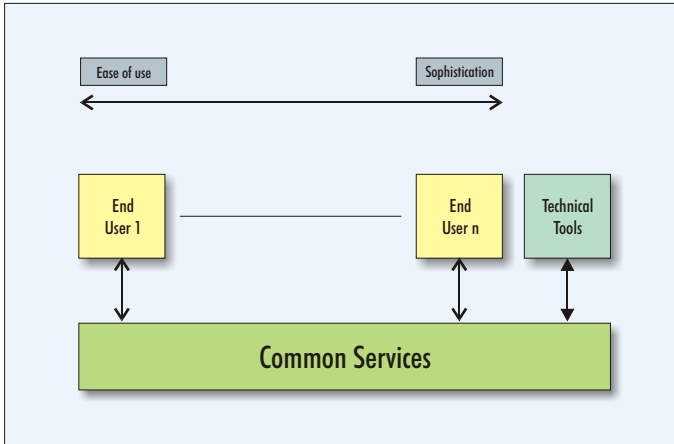 Ease of use
Sophistication
End
User 1
End
User n
Technical
Tools
Common Services